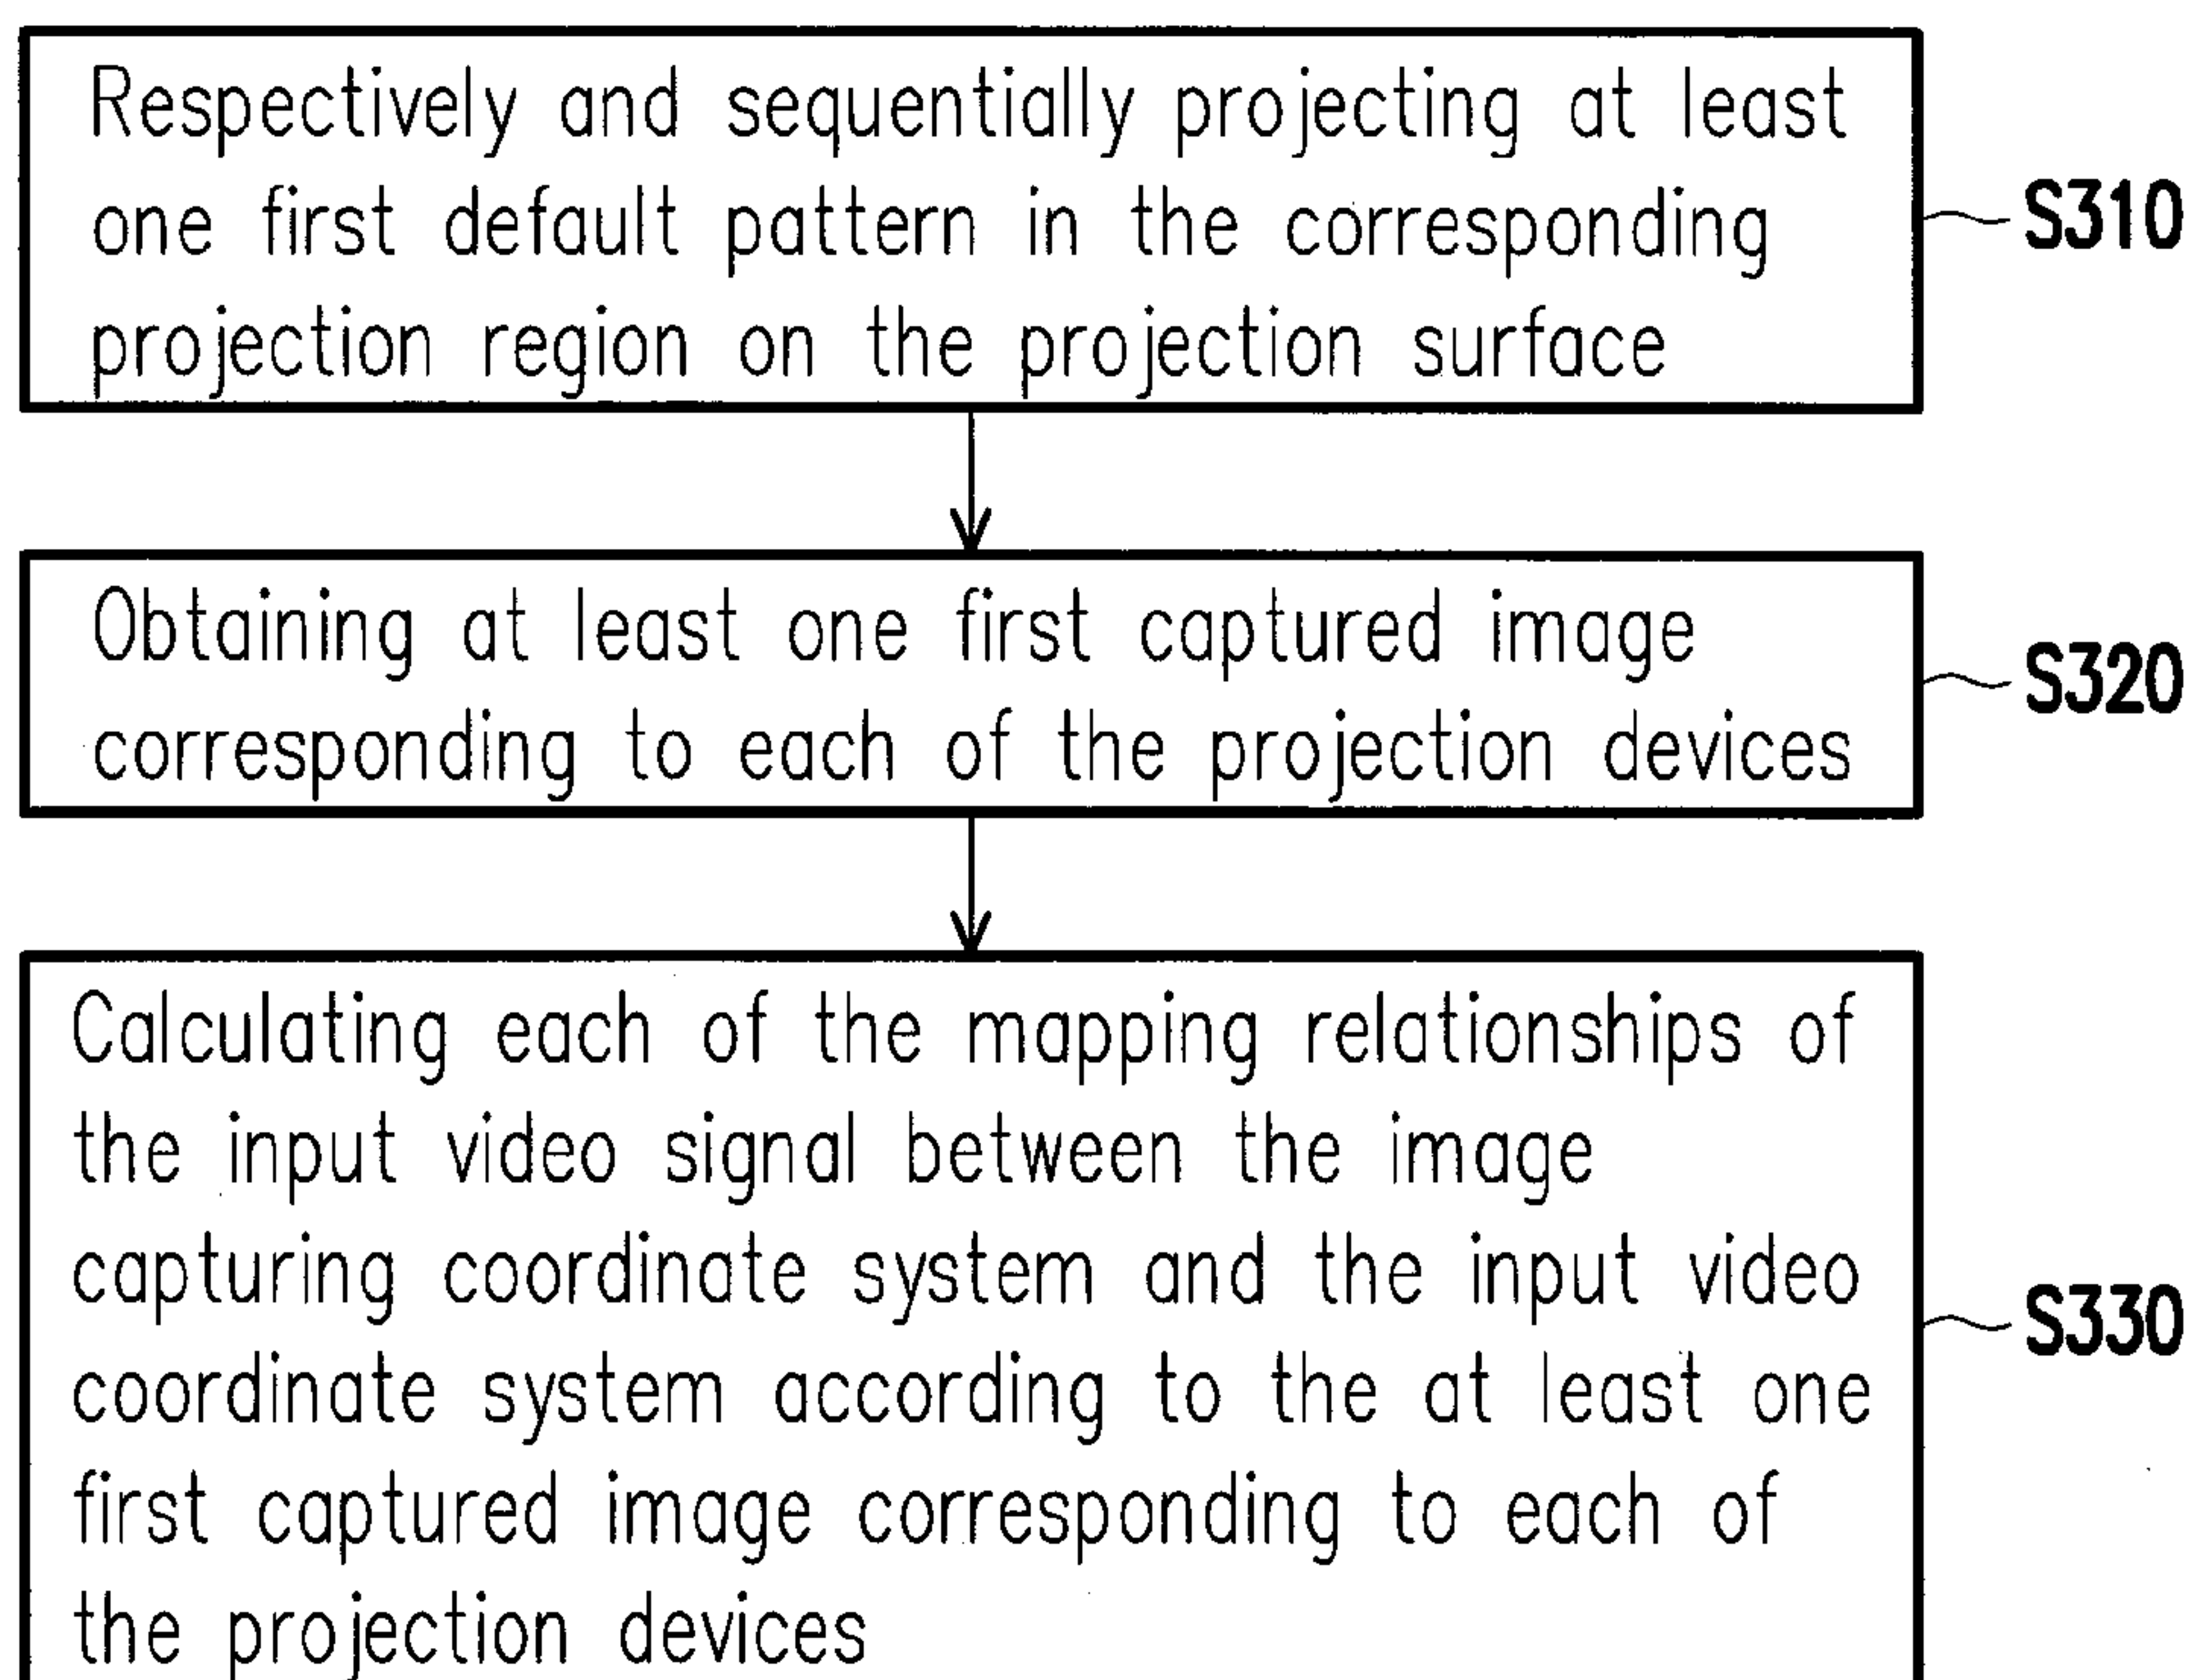 Respectively and sequentially projecting at least
one first default pattern in the corresponding
projection region on the projection surface
S310
Obtaining at least one first captured image
corresponding to each of the projection devices
S320
Calculating each of the mapping relationships of
the input video signal between the image
capturing coordinate system and the input video
coordinate system according to the at least one
first captured image corresponding to each of
the projection devices
S330